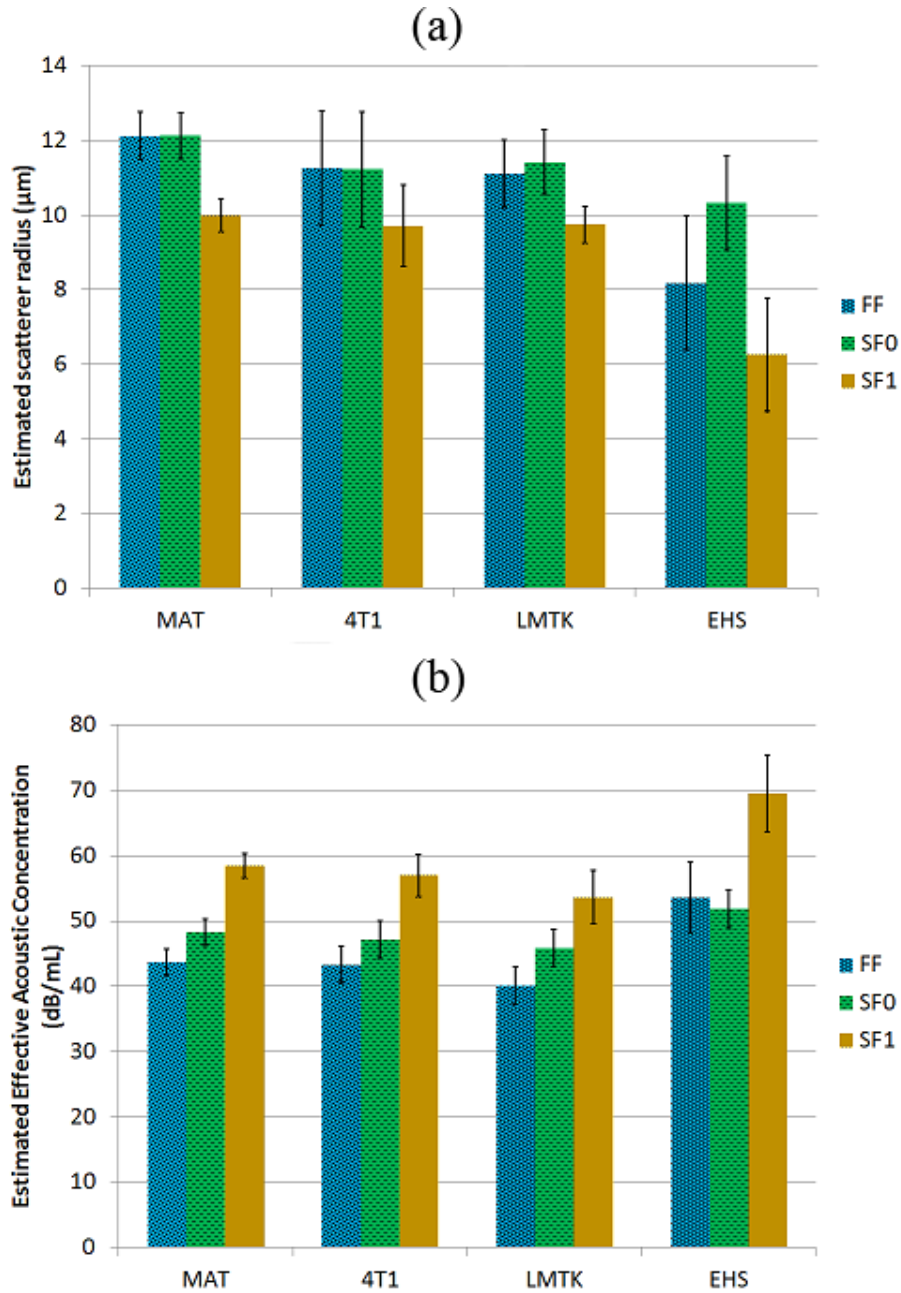 (a)
Estimated scatterer radius (µm)
14
12
10
8
6
4
2
0
MAT 4T1 LMTK EHS
FF
SF0
SF1
(b)
Estimated Effective Acoustic Concentration
(dB/mL)
80
70
60
50
40
30
20
10
0
MAT 4T1 LMTK EHS
FF
SF0
SF1